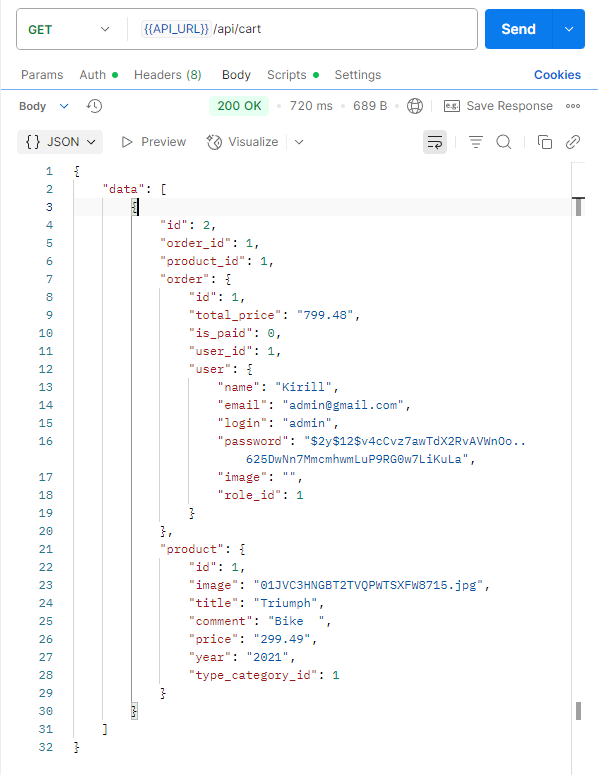 GET {{API_URL}} /api/cart Send
Params Auth Headers (8) Body Scripts Settings Cookies
Body 200 OK 720 ms 689 B e.g. Save Response
{} JSON Preview Visualize
1 {
2 "data": [
3 {
4 "id": 2,
5 "order_id": 1,
6 "product_id": 1,
7 "order": {
8 "id": 1,
9 "total_price": "799.48",
10 "is_paid": 0,
11 "user_id": 1,
12 "user": {
13 "name": "Kirill",
14 "email": "admin@gmail.com",
15 "login": "admin",
16 "password": "$2y$12$v4cCvz7awTdX2RvAVWnOo..
625DwNn7MmcmhwmLuP9RG0w7LiKuLa",
17 "image": "",
18 "role_id": 1
19 }
20 },
21 "product": {
22 "id": 1,
23 "image": "01JVC3HNGBT2TVQPWTSXFW8715.jpg",
24 "title": "Triumph",
25 "comment": "Bike  ",
26 "price": "299.49",
27 "year": "2021",
28 "type_category_id": 1
29 }
30 }
31 ]
32 }